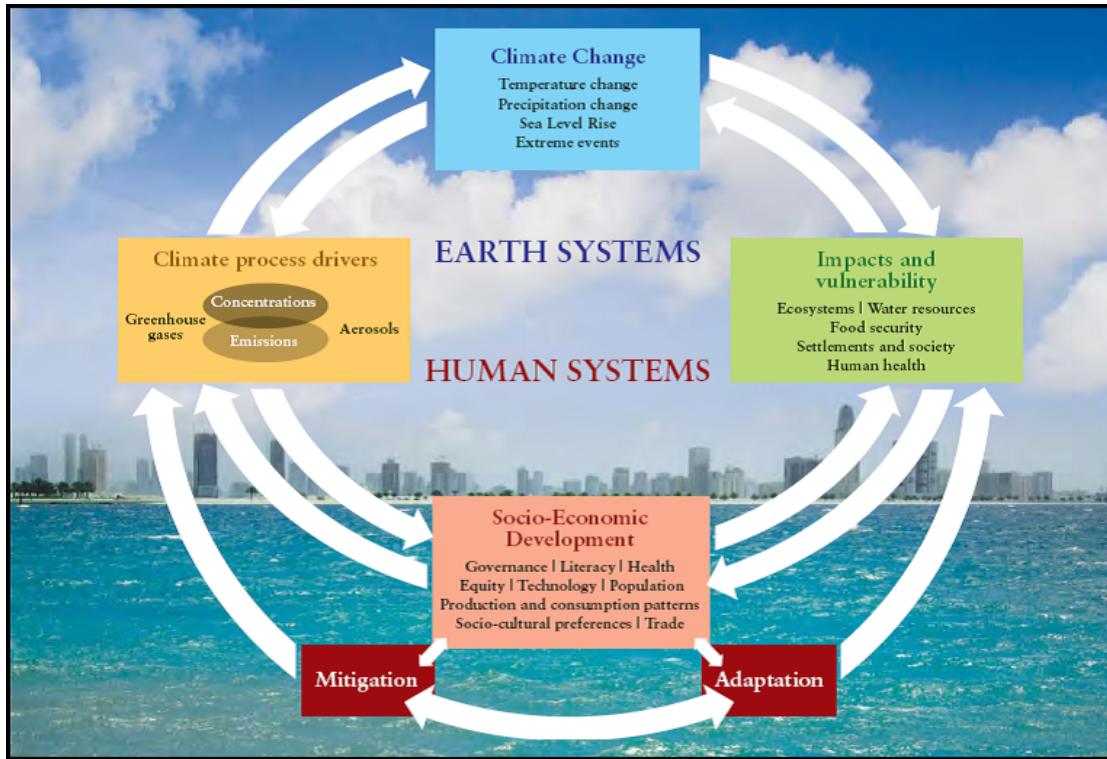 Climate Change
Temperature change
Precipitation change
Sea Level Rise
Extreme events
EARTH SYSTEMS
Climate process drivers
Concentrations
Greenhouse
gases
Emissions
Aerosols
Impacts and
vulnerability
Ecosystems | Water resources
Food security
Settlements and society
Human health
HUMAN SYSTEMS
Socio-Economic
Development
Governance | Literacy | Health
Equity | Technology | Population
Production and consumption patterns
Socio-cultural preferences | Trade
Mitigation
Adaptation